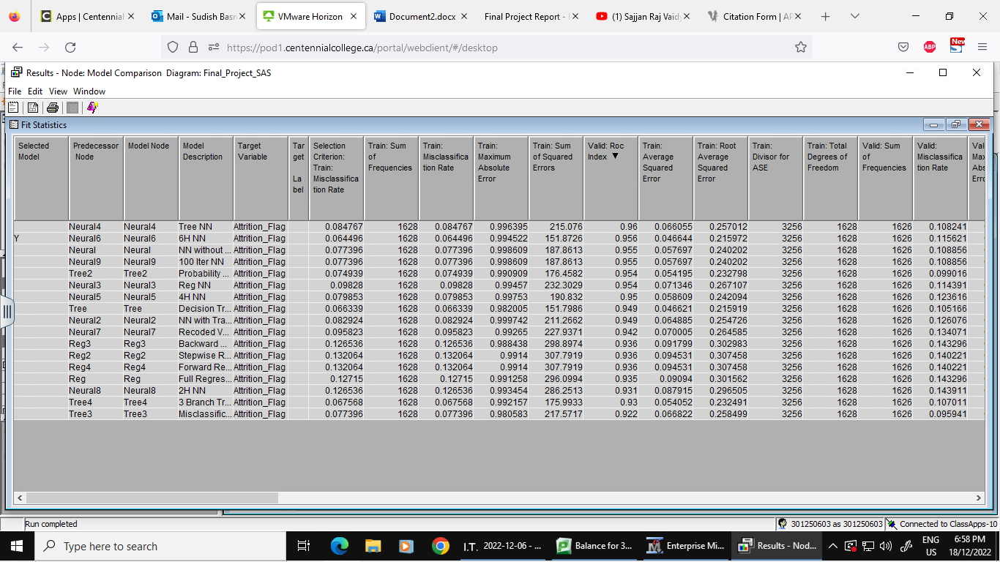 Apps | Centennial
Mail - Sudish Basn
VMware Horizon
Document2.docx
Final Project Report -
(1) Sajjan Raj Vaidy
Citation Form | AP
https://pod1.centennialcollege.ca/portal/webclient/#/desktop
ABP
New
Results - Node: Model Comparison Diagram: Final_Project_SAS
File Edit View Window
Fit Statistics
Selected Model | Predecessor Node | Model Node | Model Description | Target Variable | Target Label | Selection Criterion: Train: Misclassification Rate | Train: Sum of Frequencies | Train: Misclassification Rate | Train: Maximum Absolute Error | Train: Sum of Squared Errors | Valid: Roc Index ▼ | Train: Average Squared Error | Train: Root Average Squared Error | Train: Divisor for ASE | Train: Total Degrees of Freedom | Valid: Sum of Frequencies | Valid: Misclassification Rate
Neural4 Neural4 Tree NN Attrition_Flag 0.084767 1628 0.084767 0.996395 215.076 0.96 0.066055 0.257012 3256 1628 1626 0.108241
Y Neural6 Neural6 6H NN Attrition_Flag 0.064496 1628 0.064496 0.994522 151.8726 0.956 0.046644 0.215972 3256 1628 1626 0.115621
Neural Neural NN without ... Attrition_Flag 0.077396 1628 0.077396 0.998609 187.8613 0.955 0.057697 0.240202 3256 1628 1626 0.108856
Neural9 Neural9 100 Iter NN Attrition_Flag 0.077396 1628 0.077396 0.998609 187.8613 0.955 0.057697 0.240202 3256 1628 1626 0.108856
Tree2 Tree2 Probability ... Attrition_Flag 0.074939 1628 0.074939 0.990909 176.4582 0.954 0.054195 0.232798 3256 1628 1626 0.099016
Neural3 Neural3 Reg NN Attrition_Flag 0.09828 1628 0.09828 0.99457 232.3029 0.954 0.071346 0.267107 3256 1628 1626 0.114391
Neural5 Neural5 4H NN Attrition_Flag 0.079853 1628 0.079853 0.99753 190.832 0.95 0.058609 0.242094 3256 1628 1626 0.123616
Tree Tree Decision Tr... Attrition_Flag 0.066339 1628 0.066339 0.982005 151.7986 0.949 0.046621 0.215919 3256 1628 1626 0.105166
Neural2 Neural2 NN with Tra... Attrition_Flag 0.082924 1628 0.082924 0.999742 211.2662 0.949 0.064885 0.254726 3256 1628 1626 0.126076
Neural7 Neural7 Recoded V... Attrition_Flag 0.095823 1628 0.095823 0.99265 227.9371 0.942 0.070005 0.264585 3256 1628 1626 0.134071
Reg3 Reg3 Backward ... Attrition_Flag 0.126536 1628 0.126536 0.988438 298.8974 0.936 0.091799 0.302983 3256 1628 1626 0.143296
Reg2 Reg2 Stepwise R... Attrition_Flag 0.132064 1628 0.132064 0.9914 307.7919 0.936 0.094531 0.307458 3256 1628 1626 0.140221
Reg4 Reg4 Forward Re... Attrition_Flag 0.132064 1628 0.132064 0.9914 307.7919 0.936 0.094531 0.307458 3256 1628 1626 0.140221
Reg Reg Full Regres... Attrition_Flag 0.12715 1628 0.12715 0.991258 296.0994 0.935 0.09094 0.301562 3256 1628 1626 0.143296
Neural8 Neural8 2H NN Attrition_Flag 0.126536 1628 0.126536 0.993454 286.2513 0.931 0.087915 0.296505 3256 1628 1626 0.143911
Tree4 Tree4 3 Branch Tr... Attrition_Flag 0.067568 1628 0.067568 0.992157 175.9933 0.93 0.054052 0.232491 3256 1628 1626 0.107011
Tree3 Tree3 Misclassific... Attrition_Flag 0.077396 1628 0.077396 0.980583 217.5717 0.922 0.066822 0.258499 3256 1628 1626 0.095941
Run completed
301250603 as 301250603
Connected to ClassApps-10
Type here to search
I.T. 2022-12-06 - ...
Balance for 3...
Enterprise Mi...
Results - Nod...
ENG
US
6:58 PM
18/12/2022